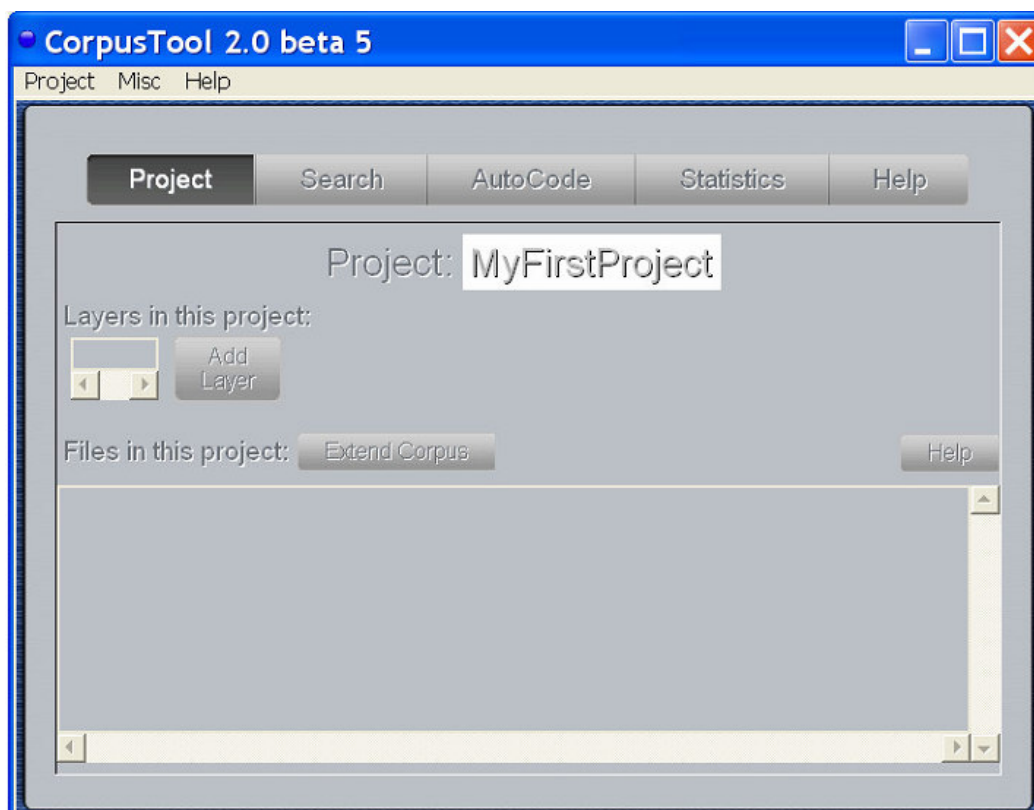 CorpusTool 2.0 beta 5
Project Misc Help
Project Search AutoCode Statistics Help
Project: MyFirstProject
Layers in this project:
Add
Layer
Files in this project: Extend Corpus Help